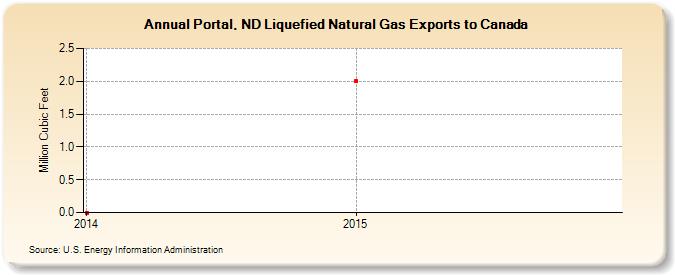 Annual Portal, ND Liquefied Natural Gas Exports to Canada
Million Cubic Feet
2.5
2.0
1.5
1.0
0.5
0.0
2014
2015
Source: U.S. Energy Information Administration